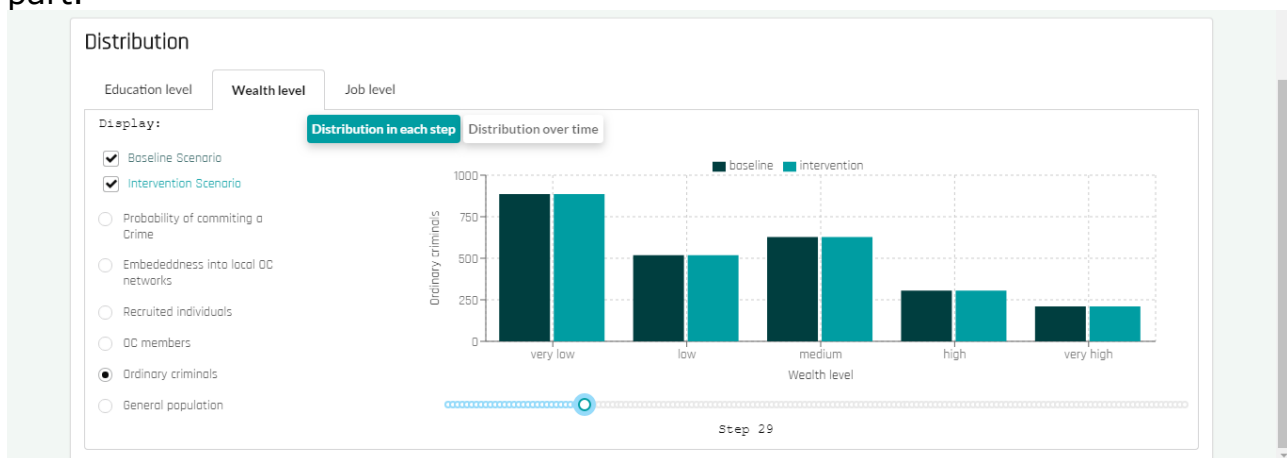 part.
Distribution
Education level Wealth level Job level
Display:
Distribution in each step Distribution over time
Baseline Scenario
Intervention Scenario
Probability of commiting a
Crime
Embededdness into local OC
networks
Recruited individuals
OC members
Ordinary criminals
General population
baseline intervention
Ordinary criminals
1000
750
500
250
0
very low low medium high very high
Wealth level
Step 29